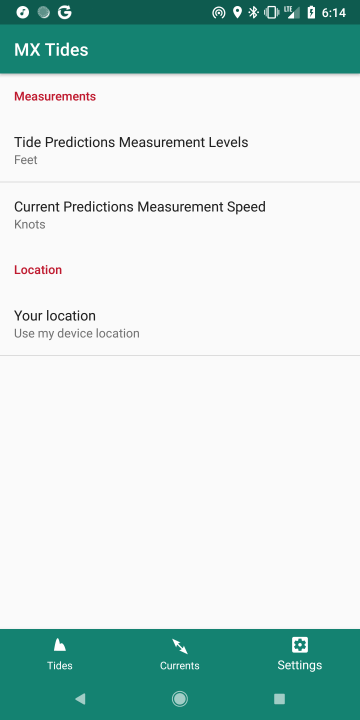 LTE
6:14
MX Tides
Measurements
Tide Predictions Measurement Levels
Feet
Current Predictions Measurement Speed
Knots
Location
Your location
Use my device location
Tides
Currents
Settings